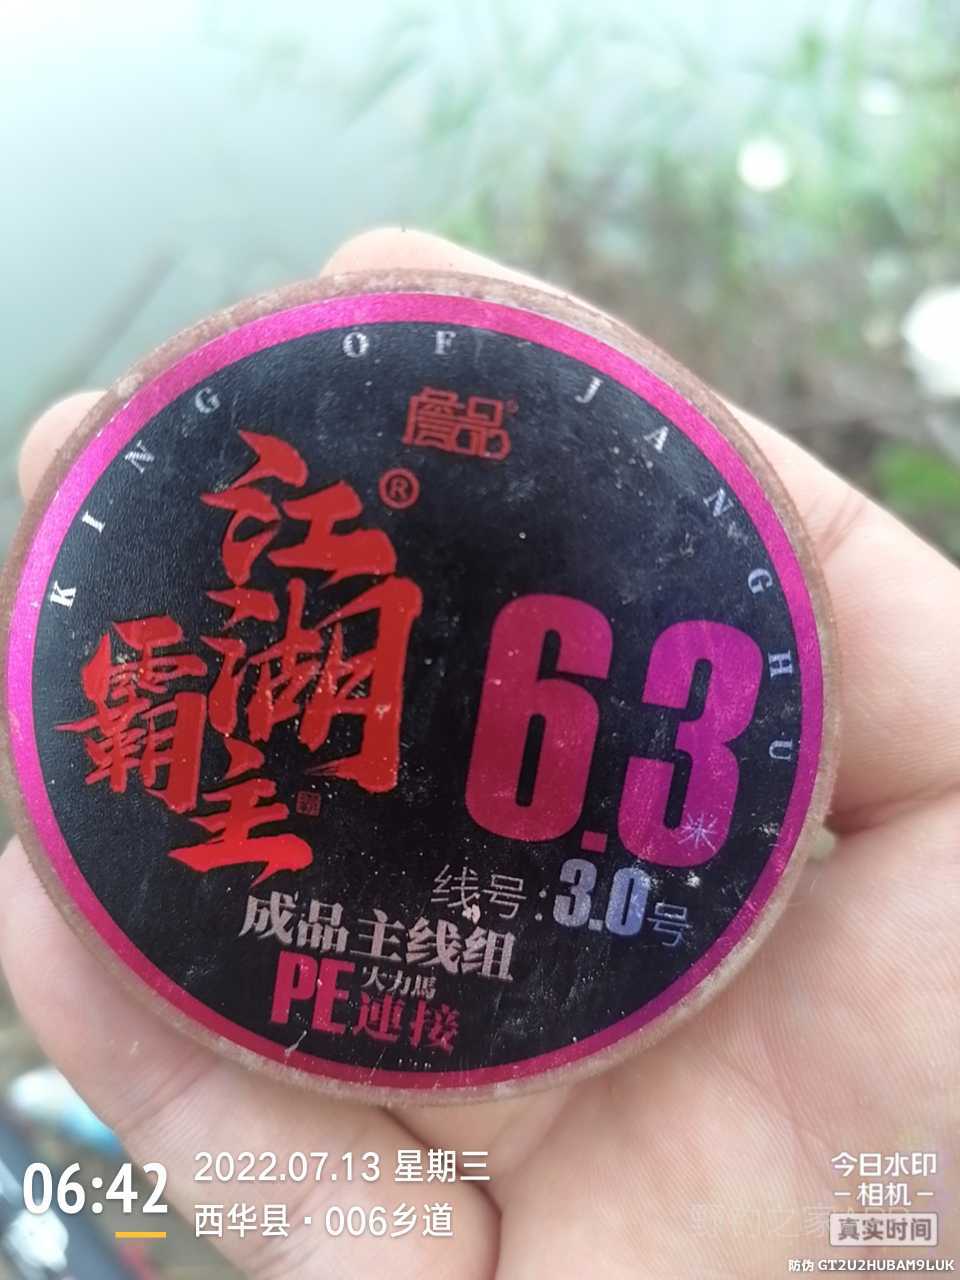 KING OF JIANGHU
詹品®
江湖霸主®
6.3米
线号:3.0号
成品主线组
PE火力馬連接
06:42
2022.07.13 星期三
西华县·006乡道
今日水印
-相机-
真实时间
防伪 GT2U2HUBAM9LUK